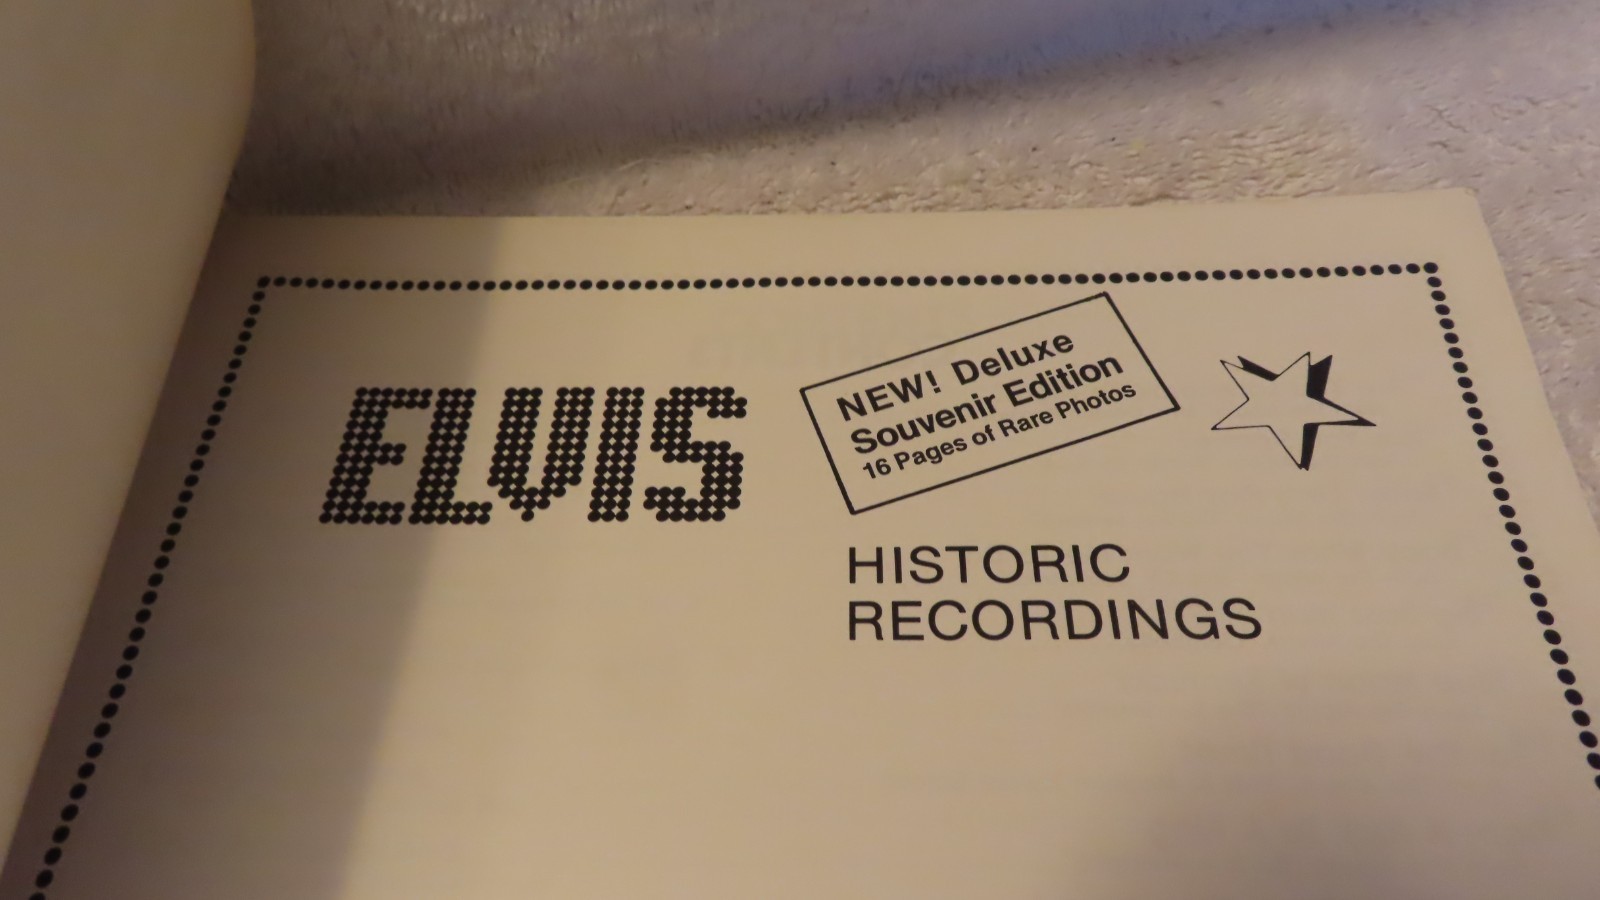 ELVIS
NEW! Deluxe
Souvenir Edition
16 Pages of Rare Photos
HISTORIC
RECORDINGS